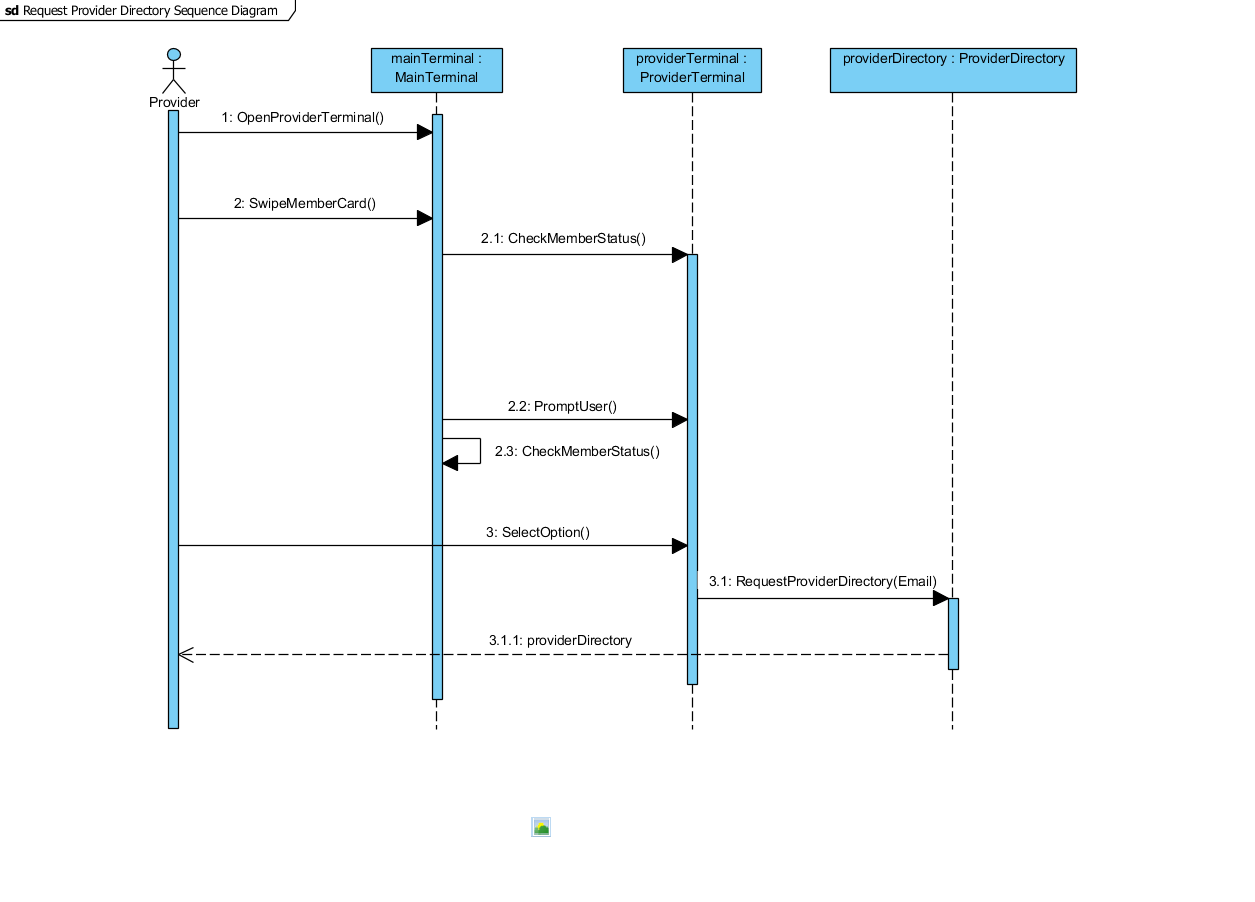 sd Request Provider Directory Sequence Diagram
mainTerminal :
MainTerminal
providerTerminal :
ProviderTerminal
providerDirectory : ProviderDirectory
Provider
1: OpenProviderTerminal()
2: SwipeMemberCard()
2.1: CheckMemberStatus()
2.2: PromptUser()
2.3: CheckMemberStatus()
3: SelectOption()
3.1: RequestProviderDirectory(Email)
3.1.1: providerDirectory